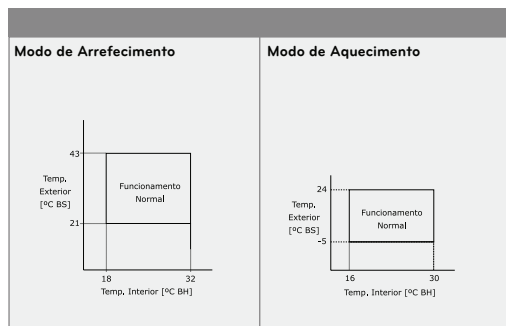 Modo de Arrefecimento
43
Temp.
Exterior
[ºC BS]
Funcionamento
Normal
21
18 32
Temp. Interior [ºC BH]
Modo de Aquecimento
24
Temp.
Exterior
[ºC BS]
Funcionamento
Normal
-5
16 30
Temp. Interior [ºC BH]